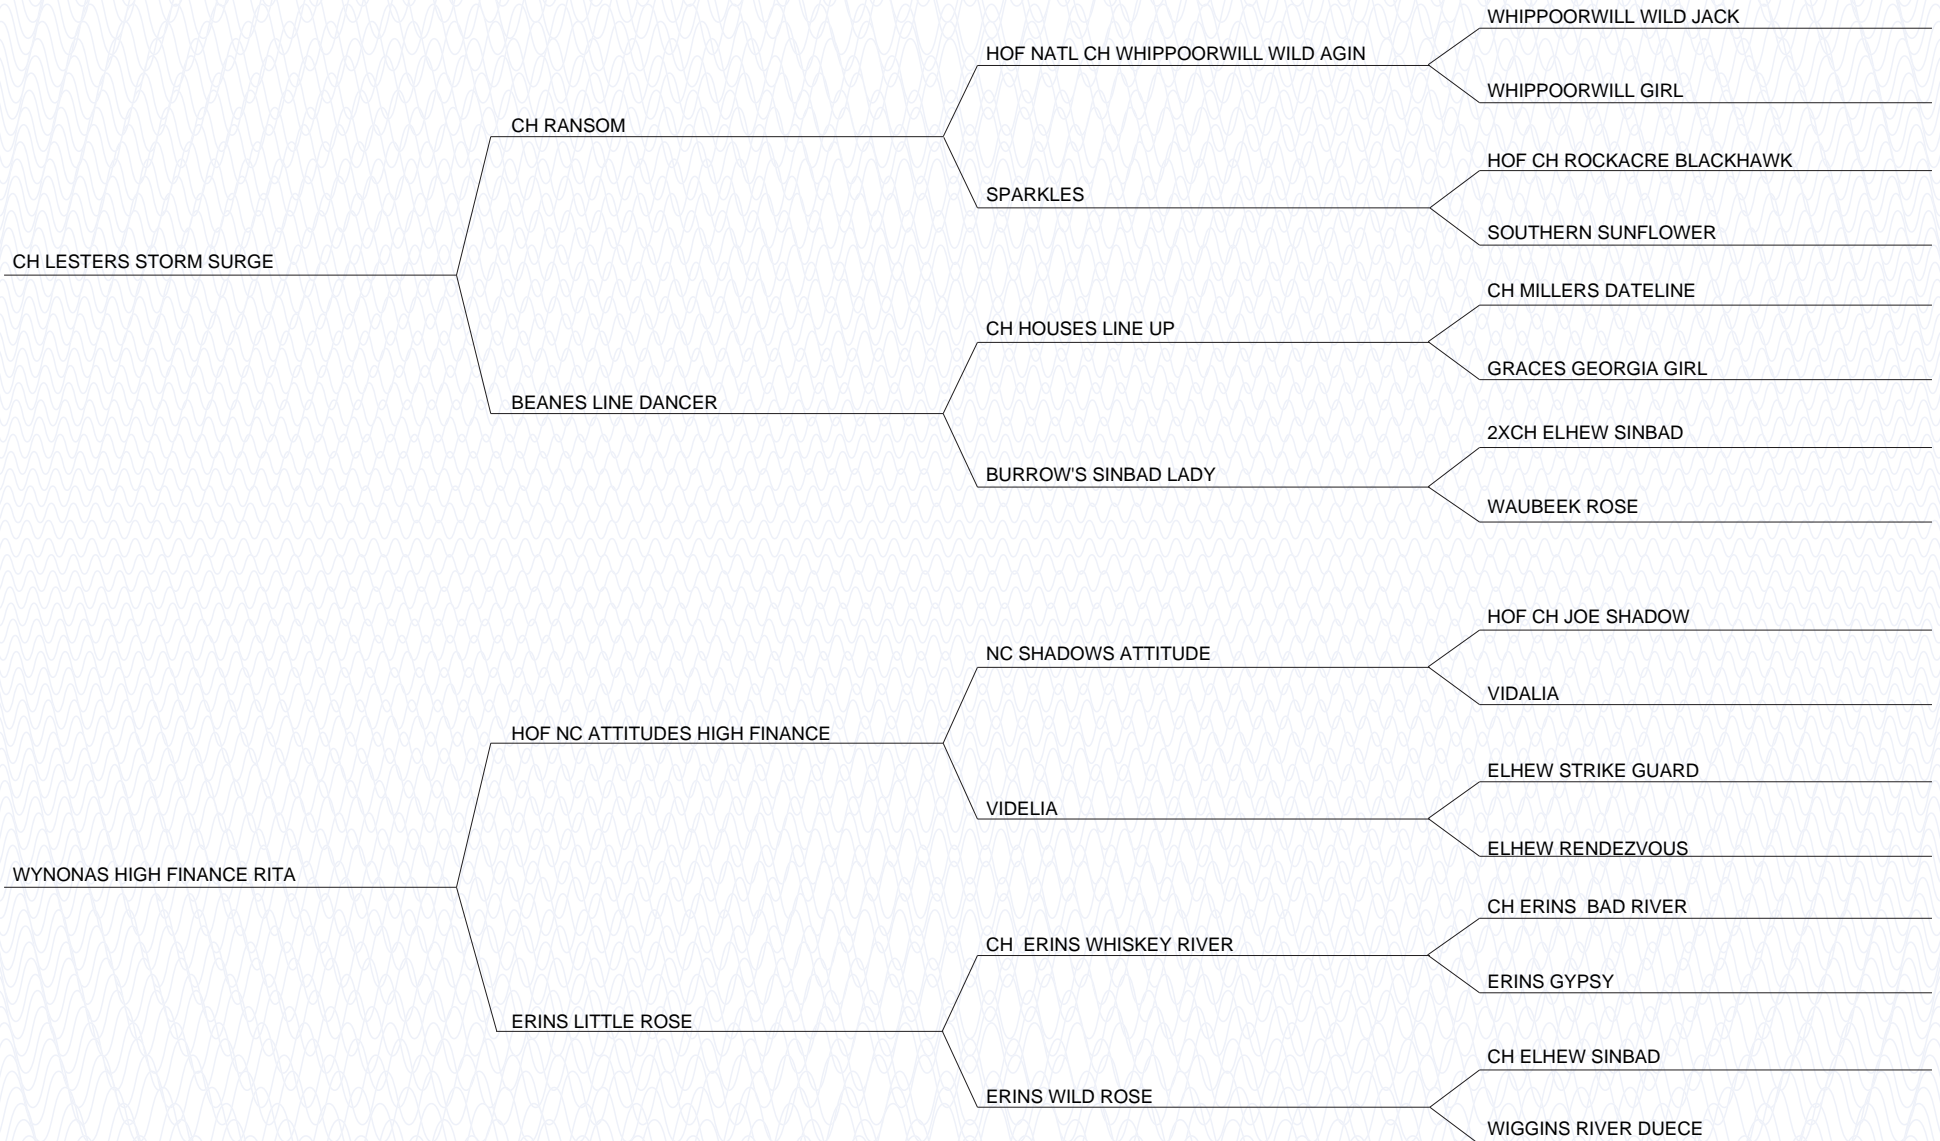 WHIPPOORWILL WILD JACK
HOF NATL CH WHIPPOORWILL WILD AGIN
WHIPPOORWILL GIRL
CH RANSOM
HOF CH ROCKACRE BLACKHAWK
SPARKLES
SOUTHERN SUNFLOWER
CH LESTERS STORM SURGE
CH MILLERS DATELINE
CH HOUSES LINE UP
GRACES GEORGIA GIRL
BEANES LINE DANCER
2XCH ELHEW SINBAD
BURROW'S SINBAD LADY
WAUBEEK ROSE
HOF CH JOE SHADOW
NC SHADOWS ATTITUDE
VIDALIA
HOF NC ATTITUDES HIGH FINANCE
ELHEW STRIKE GUARD
VIDELIA
ELHEW RENDEZVOUS
WYNONAS HIGH FINANCE RITA
CH ERINS  BAD RIVER
CH  ERINS WHISKEY RIVER
ERINS GYPSY
ERINS LITTLE ROSE
CH ELHEW SINBAD
ERINS WILD ROSE
WIGGINS RIVER DUECE